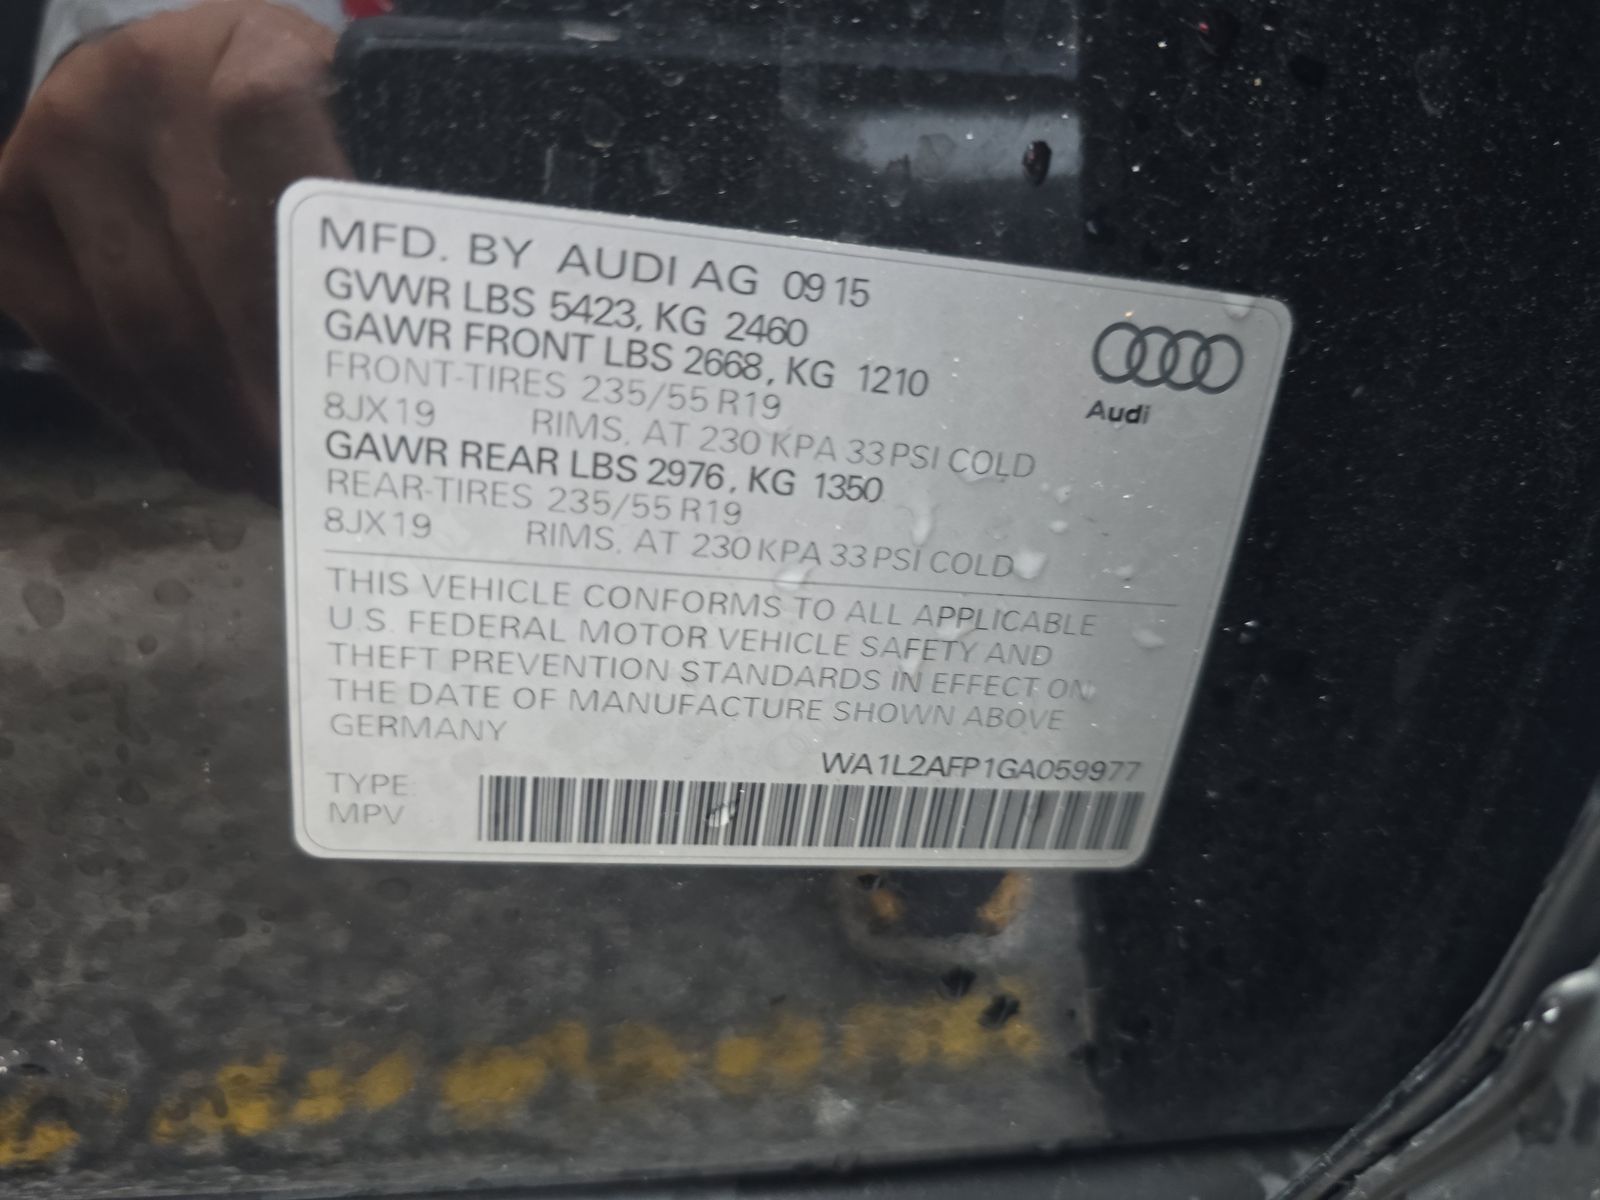 MFD. BY AUDI AG 09 15
GVWR LBS 5423, KG 2460
GAWR FRONT LBS 2668, KG 1210
FRONT-TIRES 235/55 R19
8JX19 RIMS, AT 230 KPA 33 PSI COLD
GAWR REAR LBS 2976, KG 1350
REAR-TIRES 235/55 R19
8JX19 RIMS, AT 230 KPA 33 PSI COLD
Audi
THIS VEHICLE CONFORMS TO ALL APPLICABLE
U.S. FEDERAL MOTOR VEHICLE SAFETY AND
THEFT PREVENTION STANDARDS IN EFFECT ON
THE DATE OF MANUFACTURE SHOWN ABOVE
GERMANY
WA1L2AFP1GA059977
TYPE:
MPV